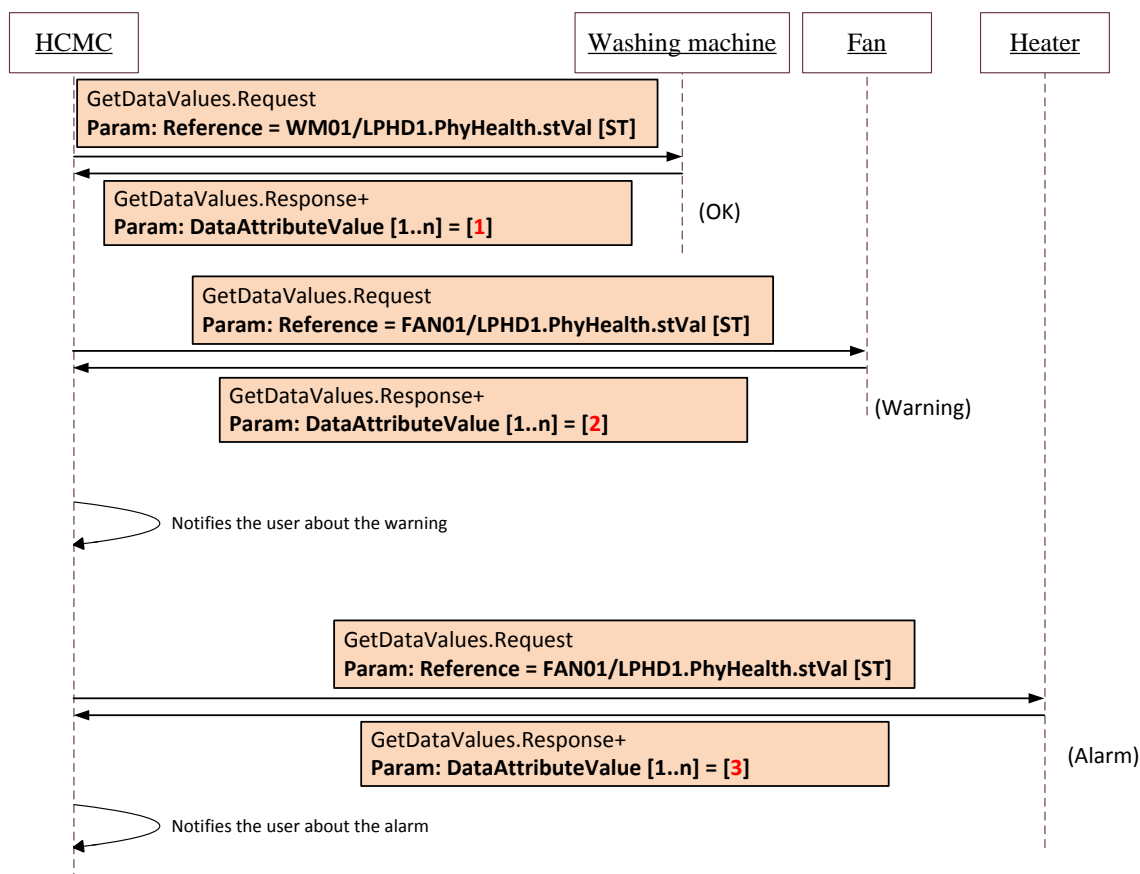 HCMC
Washing machine
Fan
Heater
GetDataValues.Request
Param: Reference = WM01/LPHD1.PhyHealth.stVal [ST]
GetDataValues.Response+
Param: DataAttributeValue [1..n] = [1]
(OK)
GetDataValues.Request
Param: Reference = FAN01/LPHD1.PhyHealth.stVal [ST]
GetDataValues.Response+
Param: DataAttributeValue [1..n] = [2]
(Warning)
Notifies the user about the warning
GetDataValues.Request
Param: Reference = FAN01/LPHD1.PhyHealth.stVal [ST]
GetDataValues.Response+
Param: DataAttributeValue [1..n] = [3]
(Alarm)
Notifies the user about the alarm